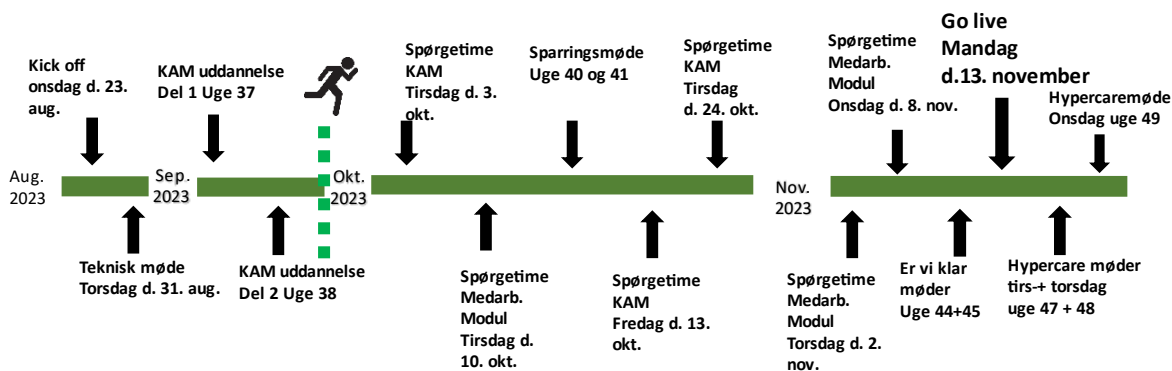 Kick off
onsdag d. 23.
aug.
KAM uddannelse
Del 1 Uge 37
Spørgetime
KAM
Tirsdag d. 3.
okt.
Sparringsmøde
Uge 40 og 41
Spørgetime
KAM
Tirsdag
d. 24. okt.
Spørgetime
Medarb.
Modul
Onsdag d. 8. nov.
Go live
Mandag
d.13. november
Hypercaremøde
Onsdag uge 49
Aug.
2023
Sep.
2023
Okt.
2023
Nov.
2023
Teknisk møde
Torsdag d. 31. aug.
KAM uddannelse
Del 2 Uge 38
Spørgetime
Medarb.
Modul
Tirsdag d.
10. okt.
Spørgetime
KAM
Fredag d. 13.
okt.
Spørgetime
Medarb.
Modul
Torsdag d. 2.
nov.
Er vi klar
møder
Uge 44+45
Hypercare møder
tirs-+ torsdag
uge 47 + 48